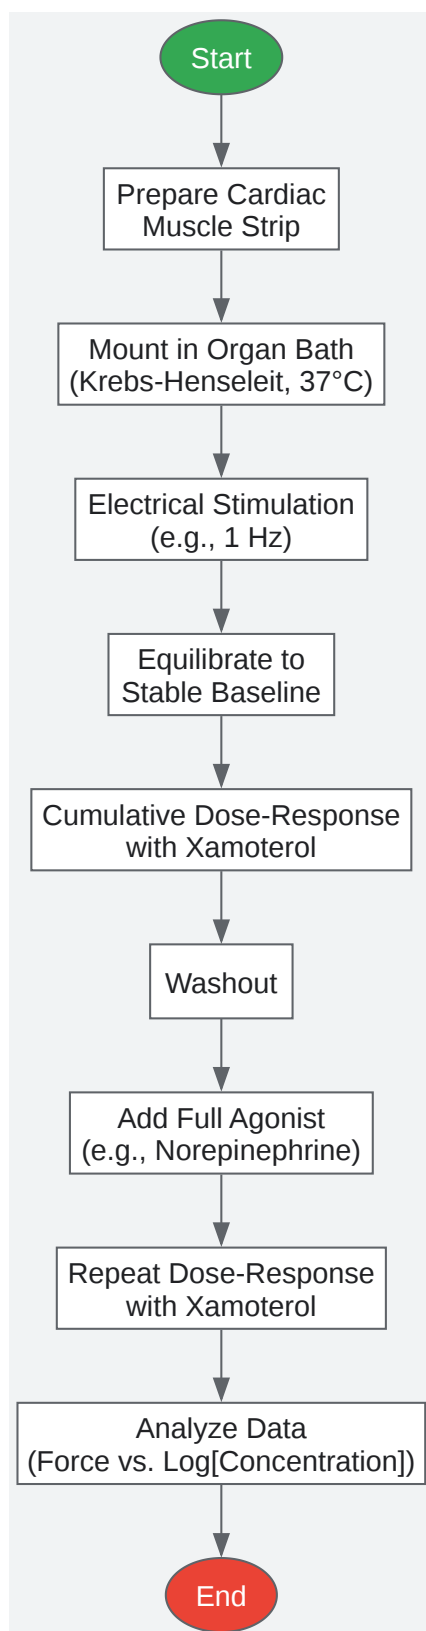 Start
Prepare Cardiac
Muscle Strip
Mount in Organ Bath
(Krebs-Henseleit, 37°C)
Electrical Stimulation
(e.g., 1 Hz)
Equilibrate to
Stable Baseline
Cumulative Dose-Response
with Xamoterol
Washout
Add Full Agonist
(e.g., Norepinephrine)
Repeat Dose-Response
with Xamoterol
Analyze Data
(Force vs. Log[Concentration])
End